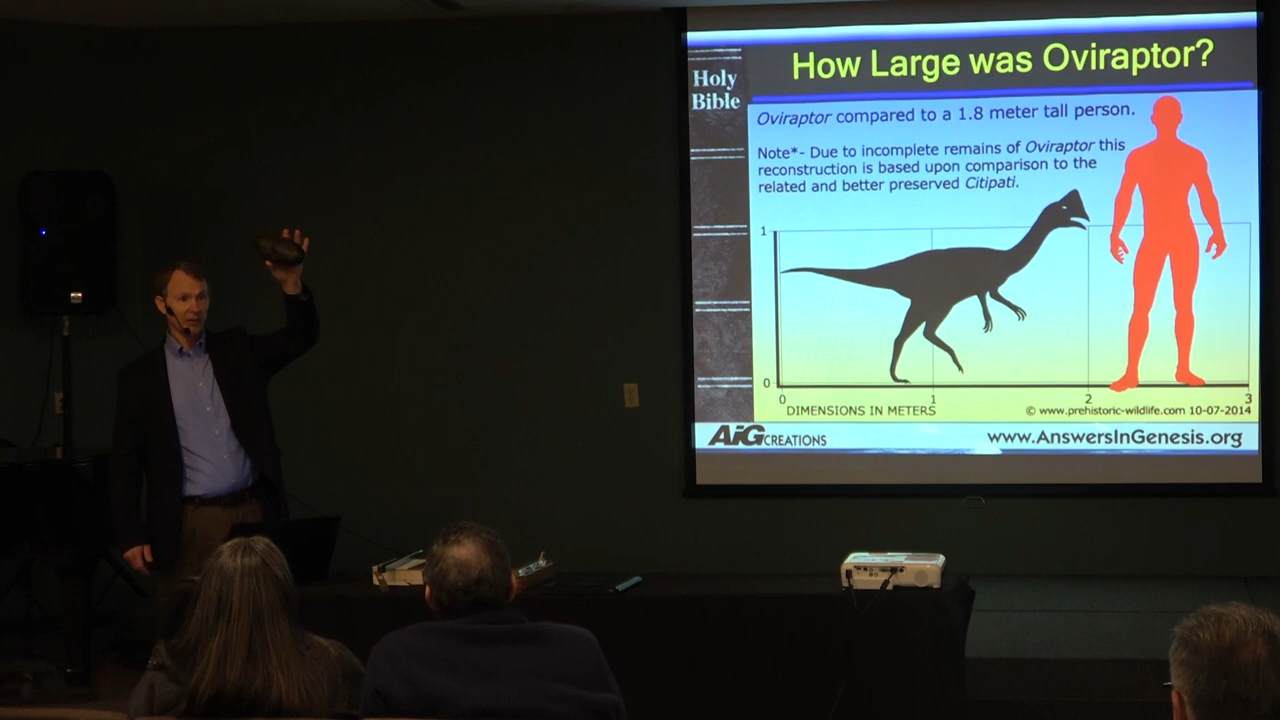 How Large was Oviraptor?
Holy
Bible
Oviraptor compared to a 1.8 meter tall person.
Note*- Due to incomplete remains of Oviraptor this
reconstruction is based upon comparison to the
related and better preserved Citipati.
1
0
0 1 2 3
DIMENSIONS IN METERS
© www.prehistoric-wildlife.com 10-07-2014
AiG CREATIONS
www.AnswersInGenesis.org